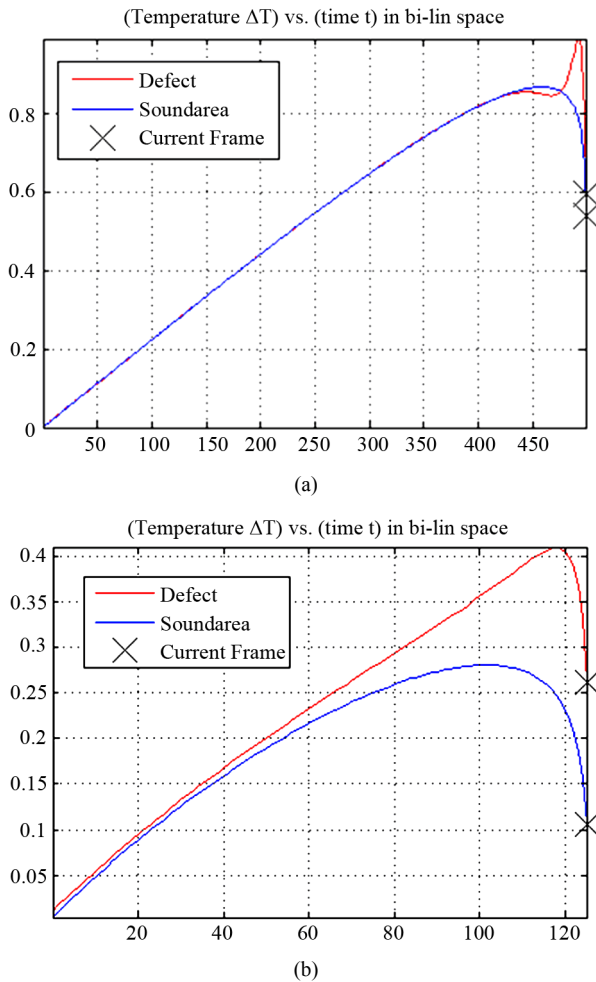 (Temperature ΔT) vs. (time t) in bi-lin space
Defect
Soundarea
Current Frame
0.8
0.6
0.4
0.2
0
50 100 150 200 250 300 350 400 450
(a)
(Temperature ΔT) vs. (time t) in bi-lin space
0.4
Defect
Soundarea
Current Frame
0.35
0.3
0.25
0.2
0.15
0.1
0.05
20 40 60 80 100 120
(b)